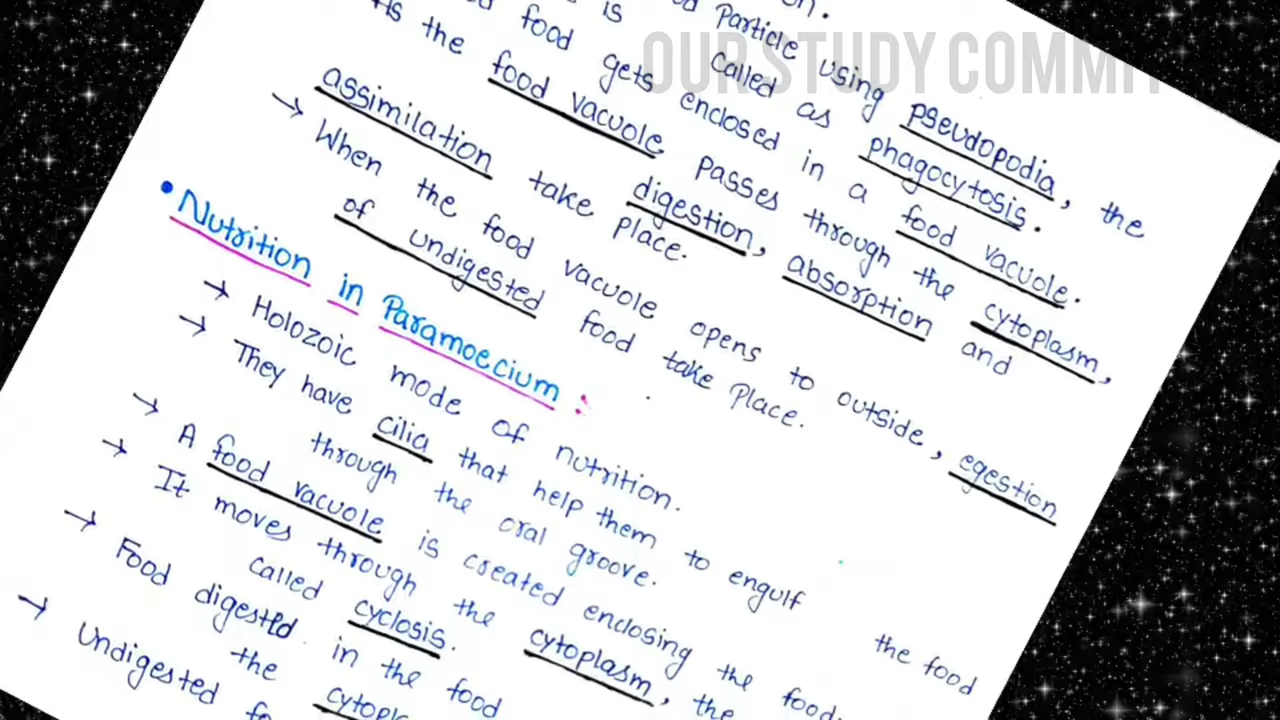 OUR STUDY COMMIT
Particle using pseudopodia, the
is called as phagocytosis.
food gets enclosed in a food vacuole.
As the food vacuole passes through the cytoplasm,
digestion, absorption and
assimilation take place.
→ When the food vacuole opens to outside, egestion
of undigested food take place.
• Nutrition in Paramoecium :
→ Holozoic mode of nutrition.
→ They have cilia that help them to engulf the food
through the oral groove.
→ A food vacuole is created enclosing the food.
→ It moves through the cytoplasm, the
called cyclosis.
→ Food digested in the food
the
→ Undigested